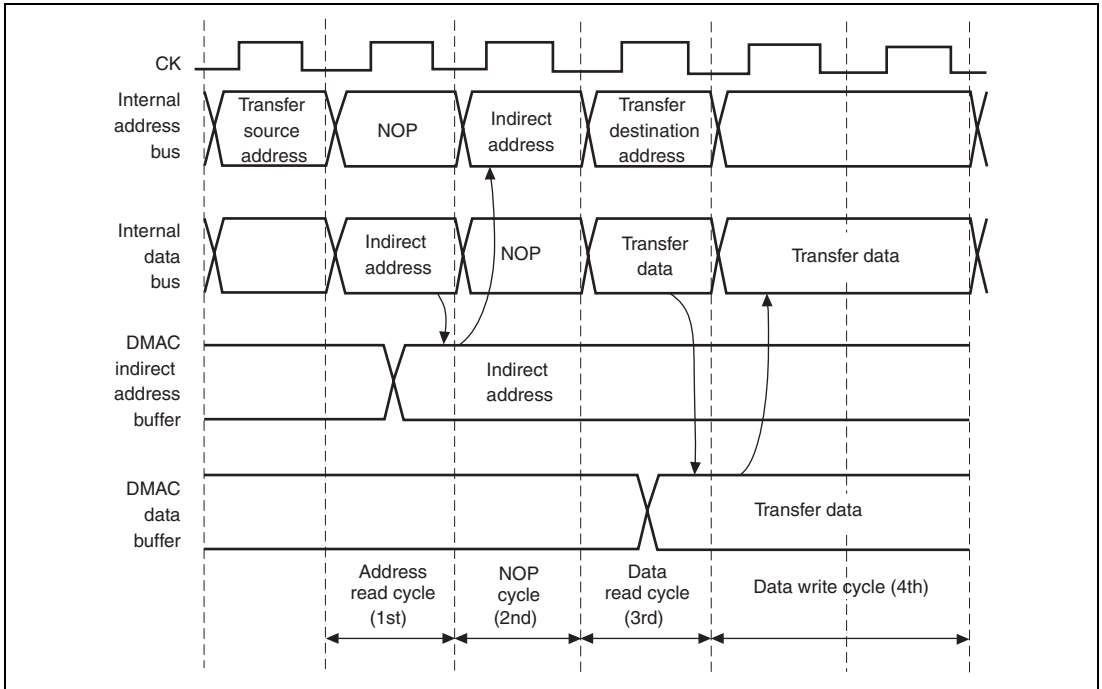 CK
Internal
address
bus
Transfer
source
address
NOP
Indirect
address
Transfer
destination
address
Internal
data
bus
Indirect
address
NOP
Transfer
data
Transfer data
DMAC
indirect
address
buffer
Indirect
address
DMAC
data
buffer
Transfer data
Address
read cycle
(1st)
NOP
cycle
(2nd)
Data
read cycle
(3rd)
Data write cycle (4th)